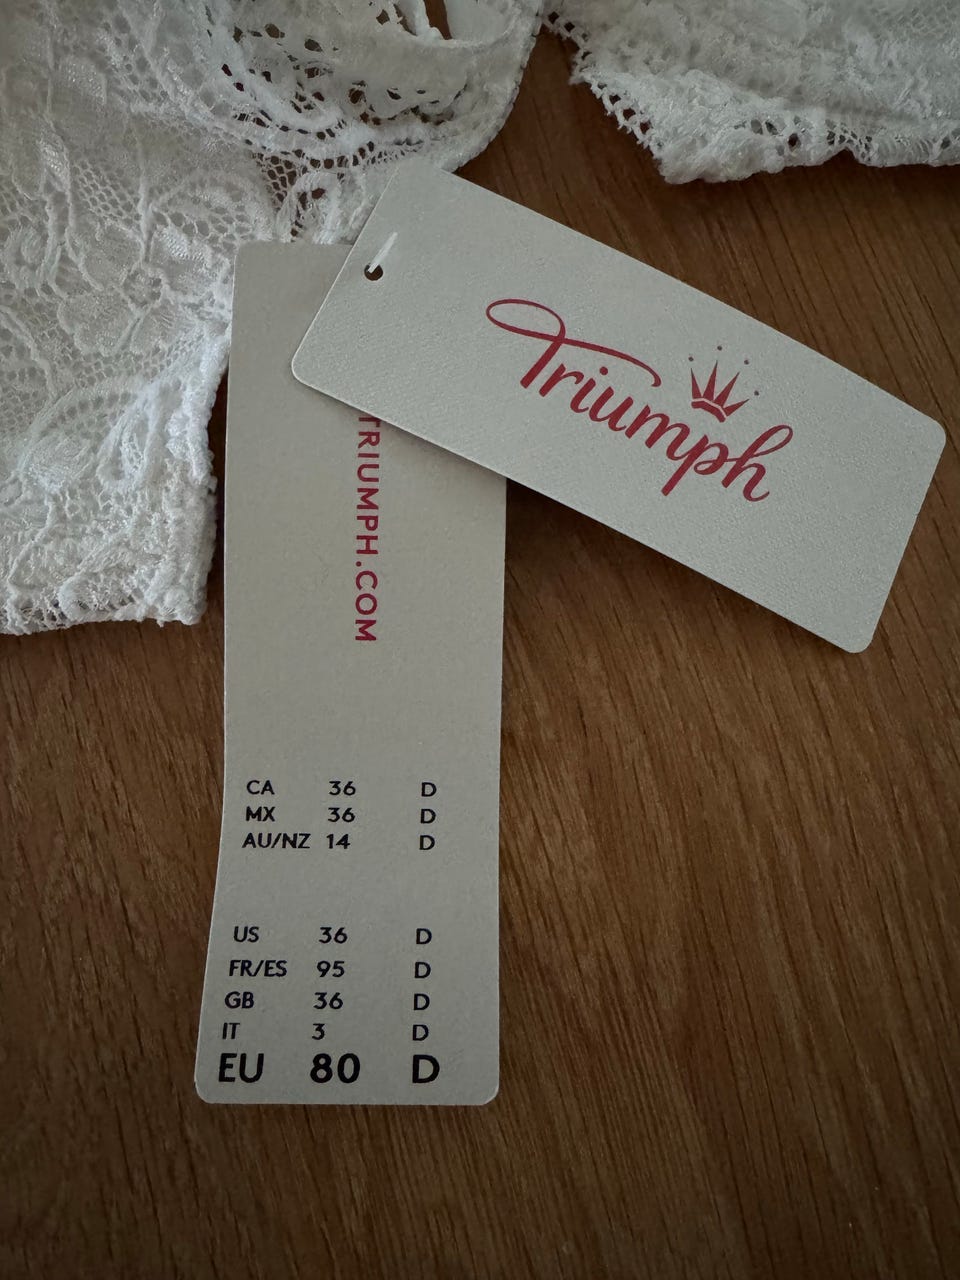 Triumph
TRIUMPH.COM
CA 36 D
MX 36 D
AU/NZ 14 D
US 36 D
FR/ES 95 D
GB 36 D
IT 3 D
EU 80 D